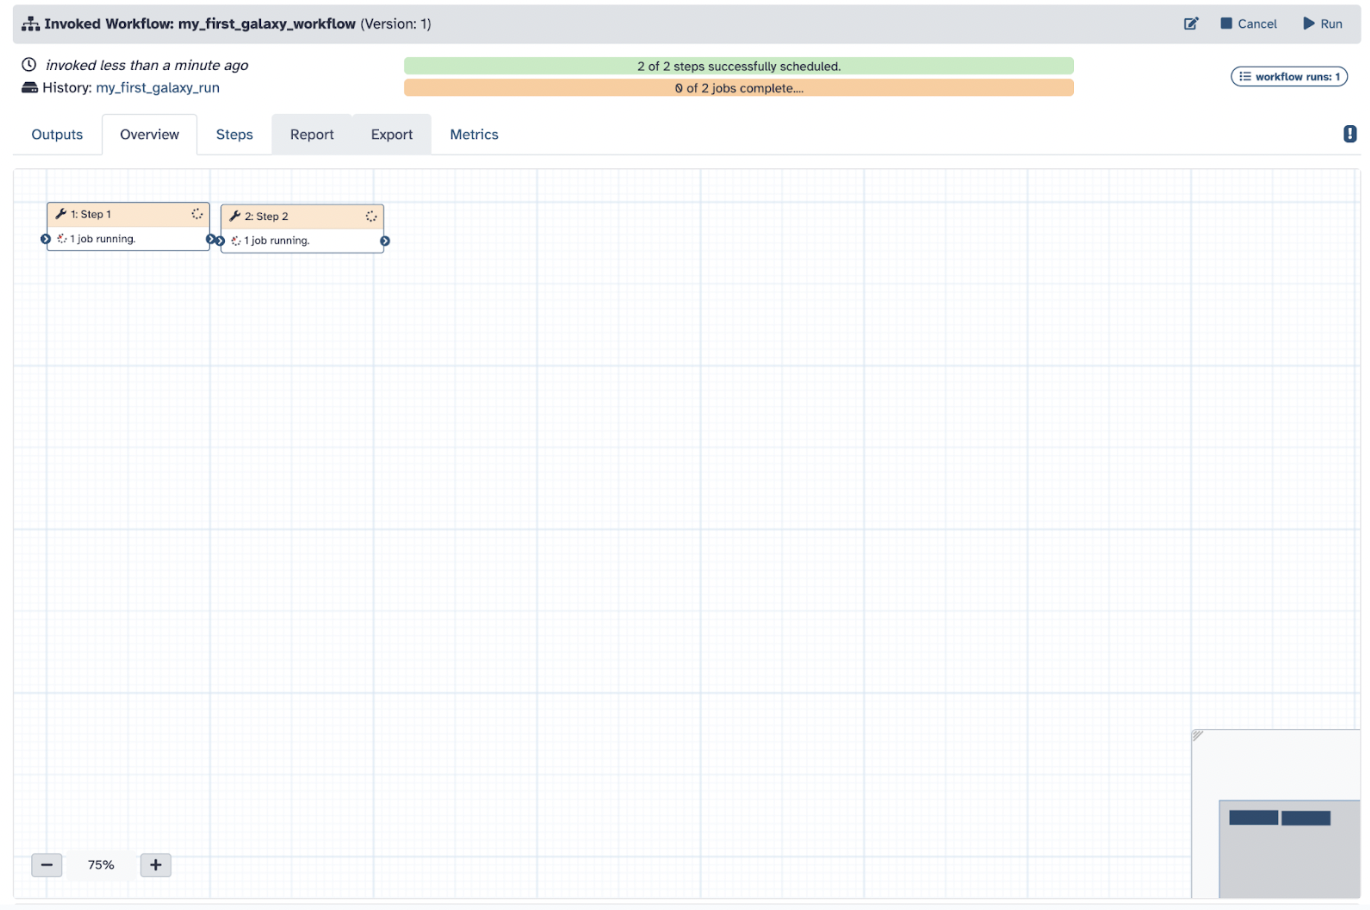 Invoked Workflow: my_first_galaxy_workflow (Version: 1)
Cancel
Run
invoked less than a minute ago
2 of 2 steps successfully scheduled.
History: my_first_galaxy_run
0 of 2 jobs complete....
workflow runs: 1
Outputs
Overview
Steps
Report
Export
Metrics
1: Step 1
1 job running.
2: Step 2
1 job running.
75%